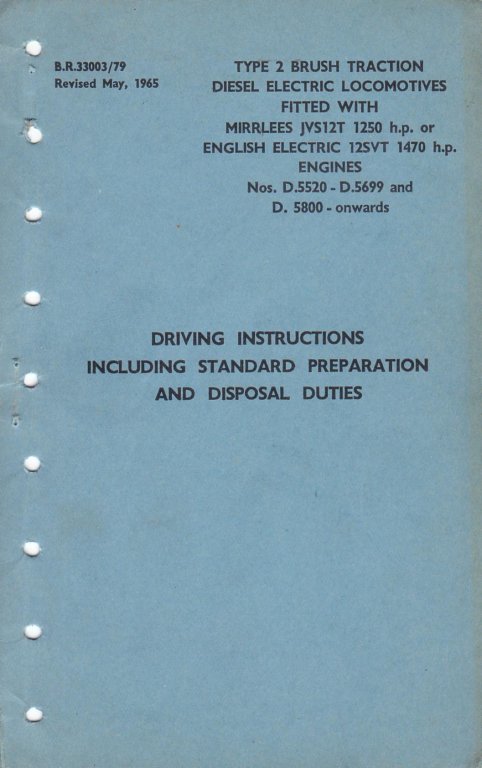 B.R.33003/79
Revised May, 1965
TYPE 2 BRUSH TRACTION
DIESEL ELECTRIC LOCOMOTIVES
FITTED WITH
MIRRLEES JVS12T 1250 h.p. or
ENGLISH ELECTRIC 12SVT 1470 h.p.
ENGINES
Nos. D.5520 - D.5699 and
D. 5800 - onwards
DRIVING INSTRUCTIONS
INCLUDING STANDARD PREPARATION
AND DISPOSAL DUTIES